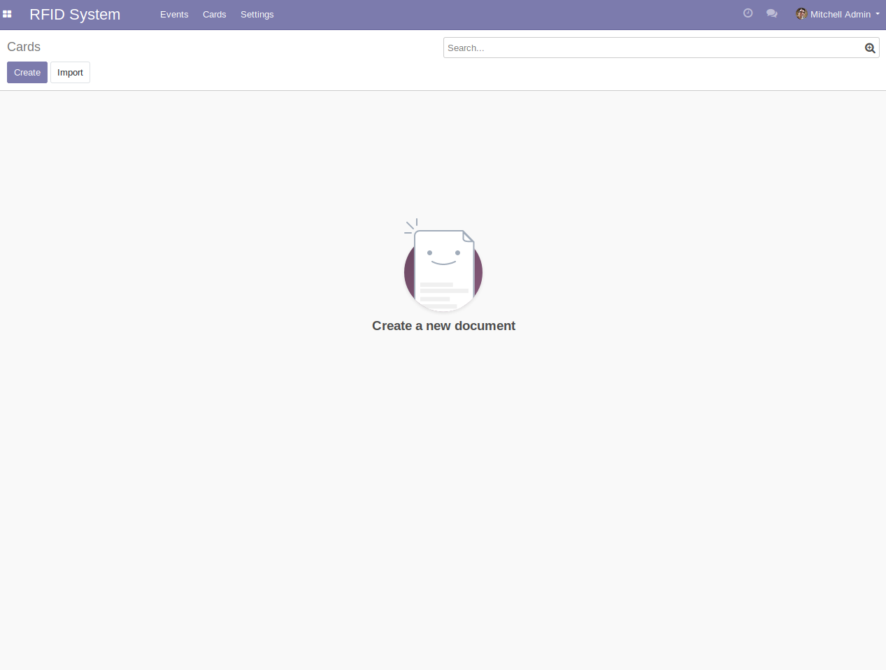 RFID System Events Cards Settings Mitchell Admin
Cards
Search...
Create Import
Create a new document